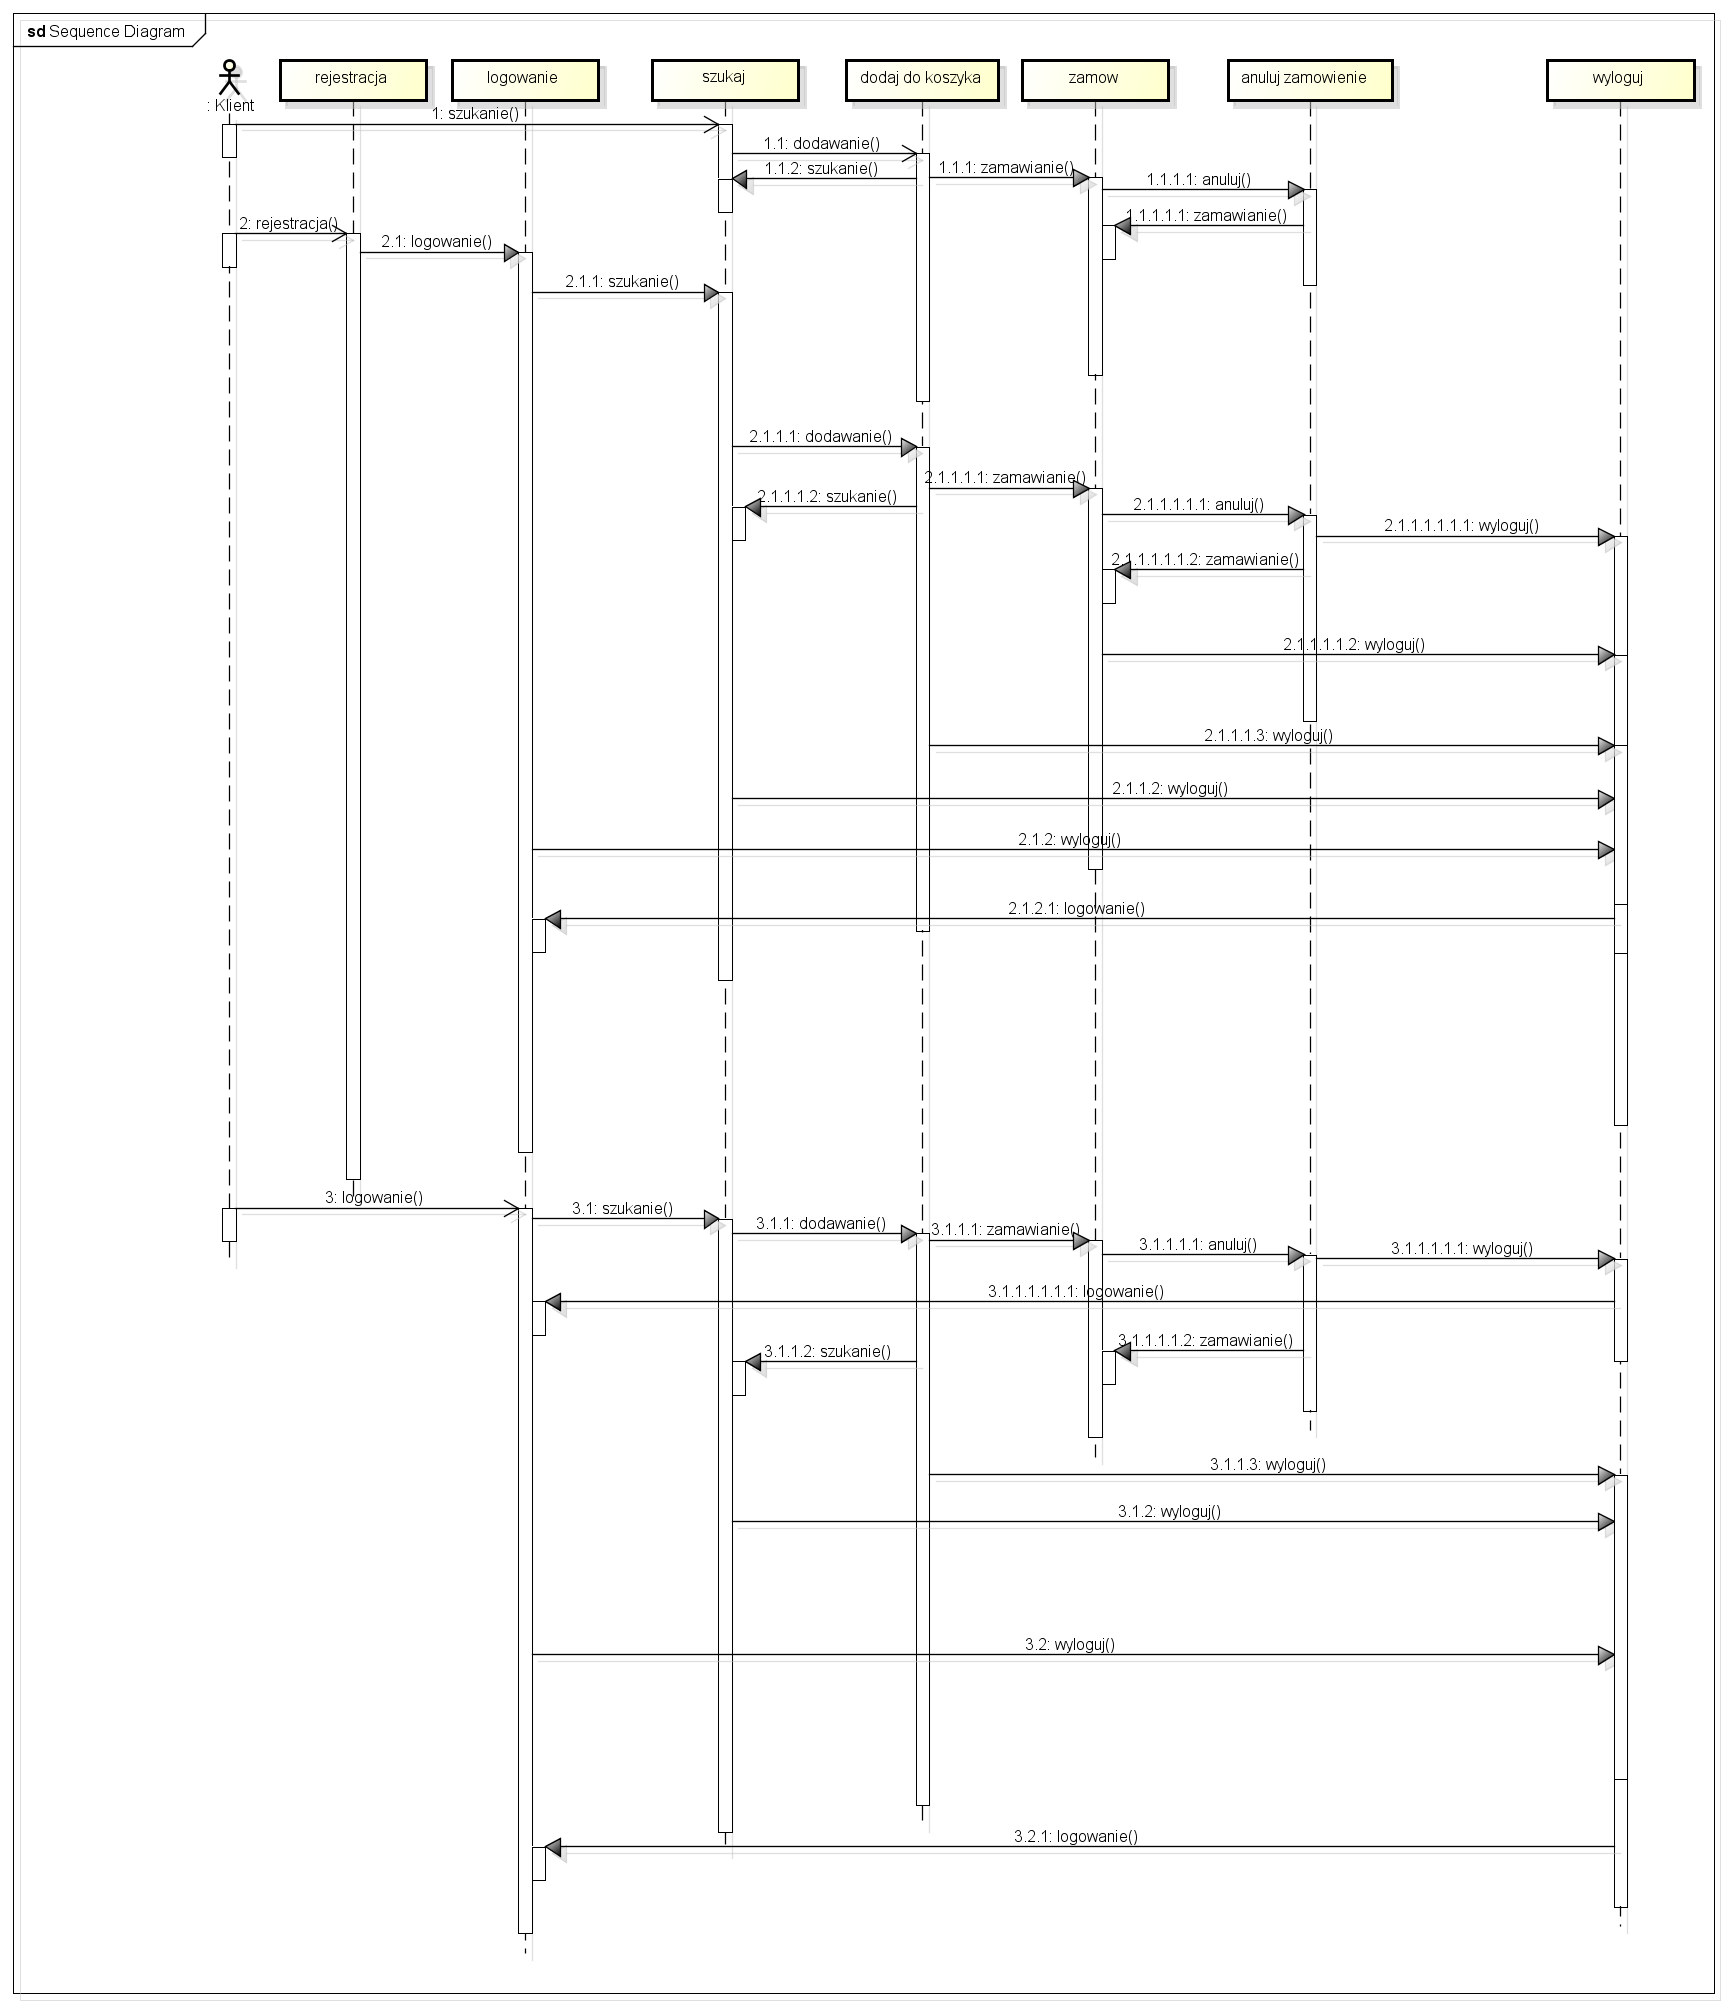 sd Sequence Diagram
: Klient
rejestracja
logowanie
szukaj
dodaj do koszyka
zamow
anuluj zamowienie
wyloguj
1: szukanie()
1.1: dodawanie()
1.1.2: szukanie()
1.1.1: zamawianie()
1.1.1.1: anuluj()
1.1.1.1.1: zamawianie()
2: rejestracja()
2.1: logowanie()
2.1.1: szukanie()
2.1.1.1: dodawanie()
2.1.1.1.1: zamawianie()
2.1.1.1.2: szukanie()
2.1.1.1.1.1: anuluj()
2.1.1.1.1.1.1: wyloguj()
2.1.1.1.1.1.2: zamawianie()
2.1.1.1.1.2: wyloguj()
2.1.1.1.3: wyloguj()
2.1.1.2: wyloguj()
2.1.2: wyloguj()
2.1.2.1: logowanie()
3: logowanie()
3.1: szukanie()
3.1.1: dodawanie()
3.1.1.1: zamawianie()
3.1.1.1.1: anuluj()
3.1.1.1.1.1: wyloguj()
3.1.1.1.1.1.1: logowanie()
3.1.1.1.1.2: zamawianie()
3.1.1.2: szukanie()
3.1.1.3: wyloguj()
3.1.2: wyloguj()
3.2: wyloguj()
3.2.1: logowanie()